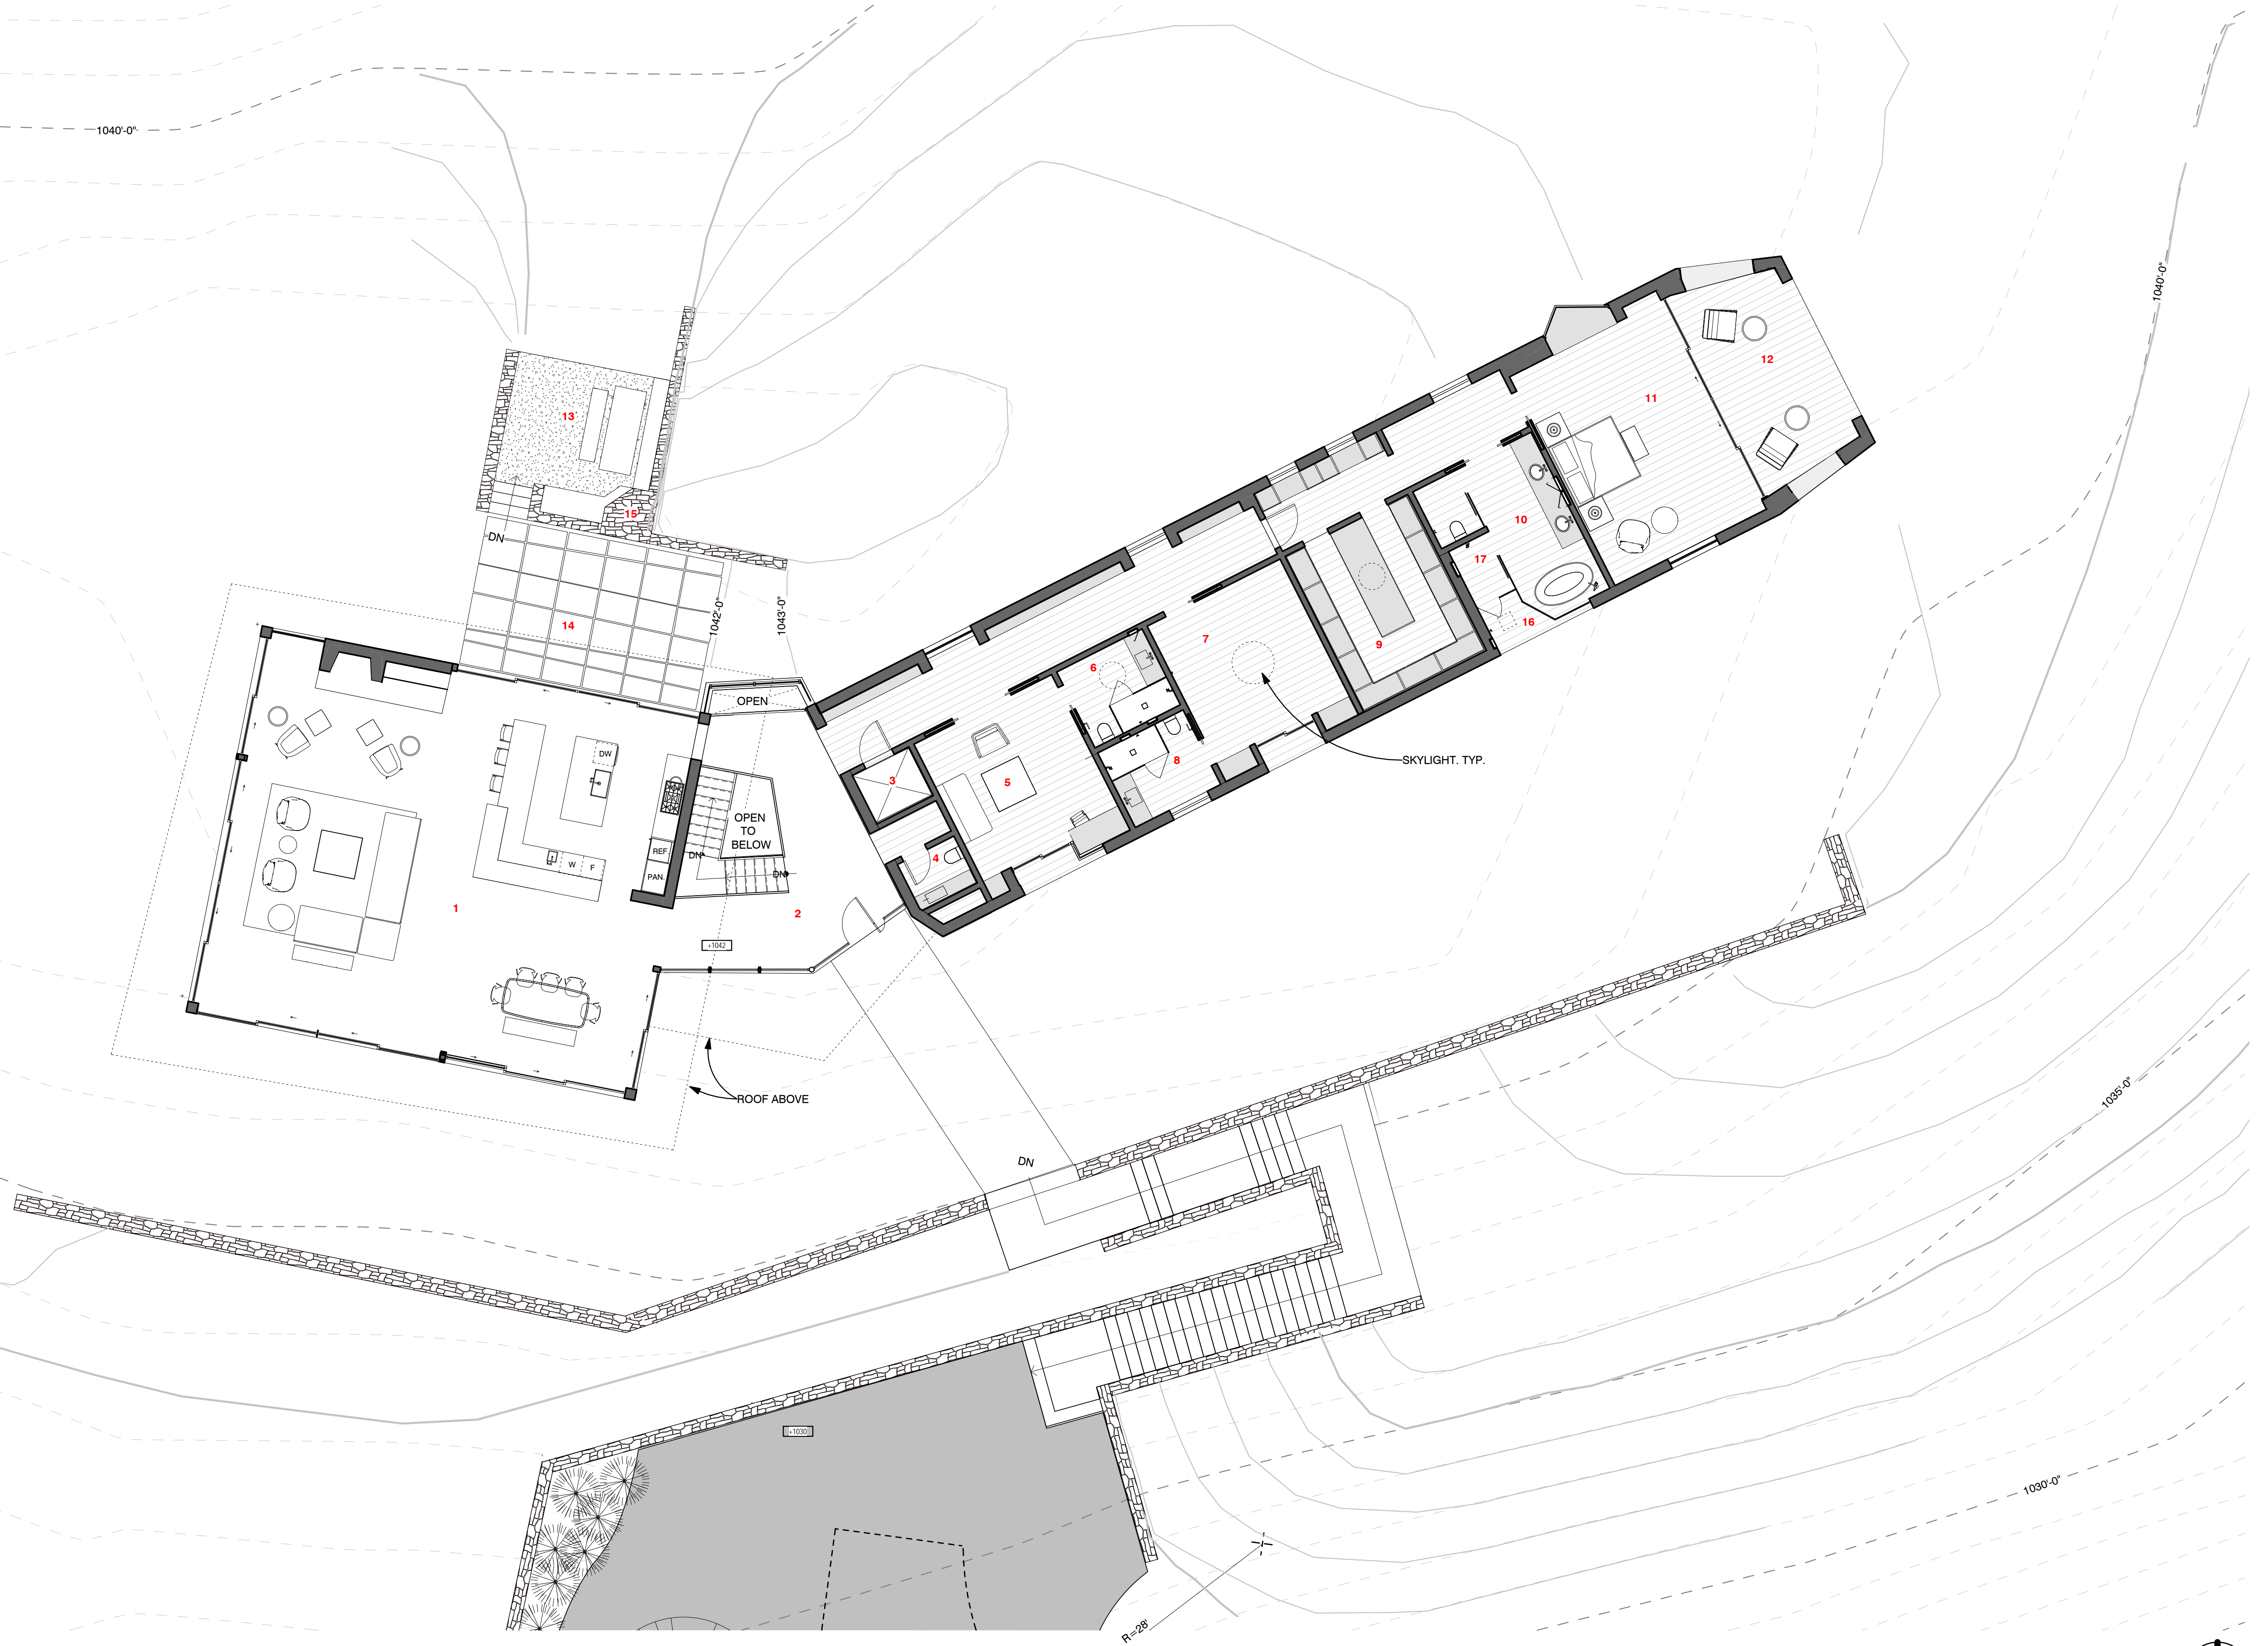 1040'-0"
1040'-0"
12
11
13
15
10
DN
17
1042'-0"
1043'-0"
14
16
7
9
6
OPEN
DW
SKYLIGHT. TYP.
8
3
5
OPEN
TO
BELOW
REF
DN
4
W
F
PAN.
DN
1
2
+1042
ROOF ABOVE
1035'-0"
DN
+1030
1030'-0"
R=28'